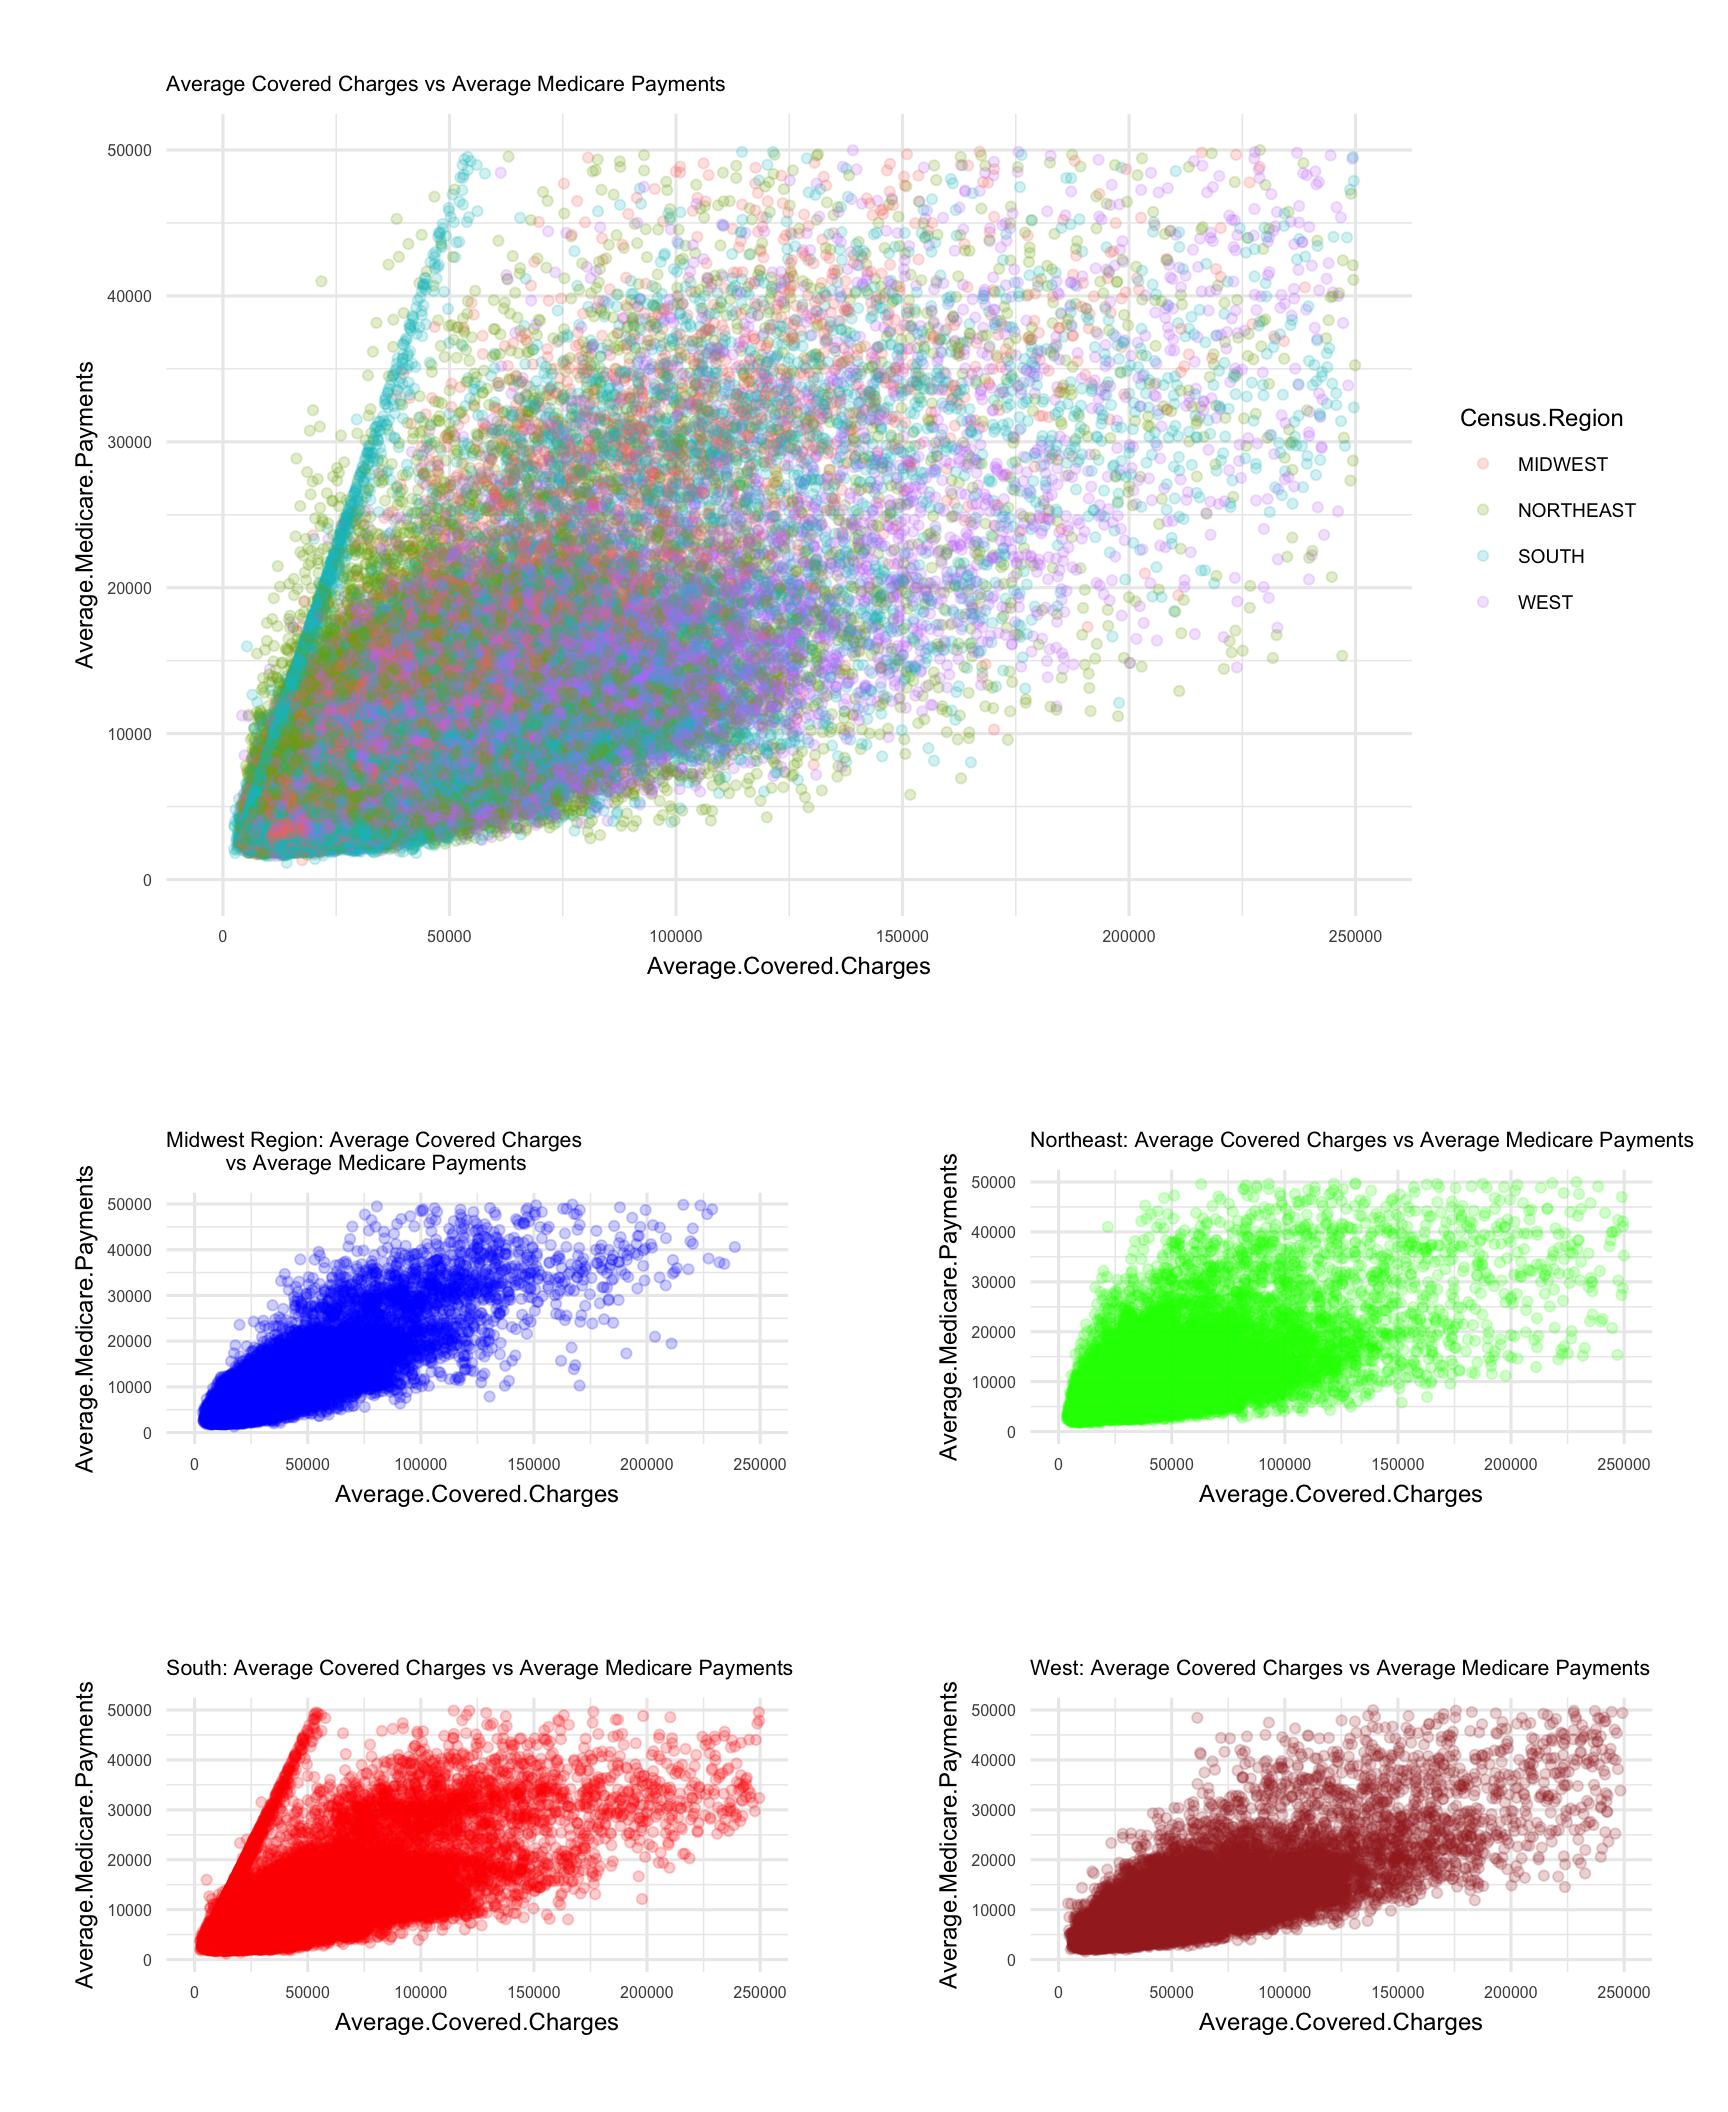 Average Covered Charges vs Average Medicare Payments
50000
40000
30000
20000
10000
0
Average.Medicare.Payments
0 50000 100000 150000 200000 250000
Average.Covered.Charges
Census.Region
MIDWEST
NORTHEAST
SOUTH
WEST
Midwest Region: Average Covered Charges
vs Average Medicare Payments
50000
40000
30000
20000
10000
0
Average.Medicare.Payments
0 50000 100000 150000 200000 250000
Average.Covered.Charges
Northeast: Average Covered Charges vs Average Medicare Payments
50000
40000
30000
20000
10000
0
Average.Medicare.Payments
0 50000 100000 150000 200000 250000
Average.Covered.Charges
South: Average Covered Charges vs Average Medicare Payments
50000
40000
30000
20000
10000
0
Average.Medicare.Payments
0 50000 100000 150000 200000 250000
Average.Covered.Charges
West: Average Covered Charges vs Average Medicare Payments
50000
40000
30000
20000
10000
0
Average.Medicare.Payments
0 50000 100000 150000 200000 250000
Average.Covered.Charges